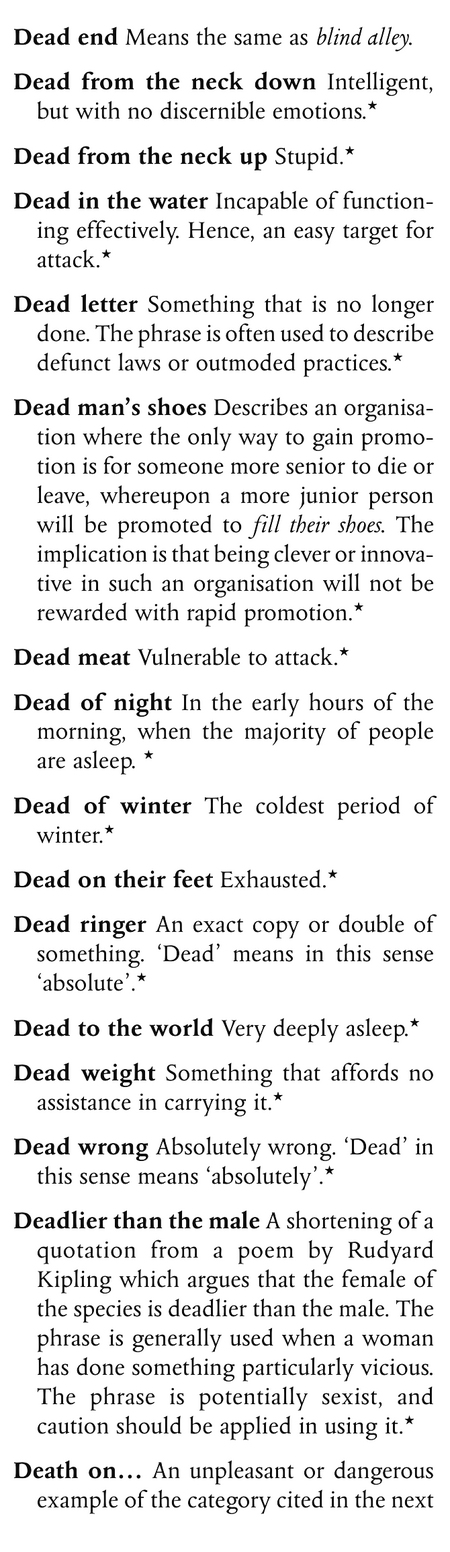 Dead end Means the same as blind alley.
Dead from the neck down Intelligent,
but with no discernible emotions.★
Dead from the neck up Stupid.★
Dead in the water Incapable of function-
ing effectively. Hence, an easy target for
attack.★
Dead letter Something that is no longer
done. The phrase is often used to describe
defunct laws or outmoded practices.★
Dead man’s shoes Describes an organisa-
tion where the only way to gain promo-
tion is for someone more senior to die or
leave, whereupon a more junior person
will be promoted to fill their shoes. The
implication is that being clever or innova-
tive in such an organisation will not be
rewarded with rapid promotion.★
Dead meat Vulnerable to attack.★
Dead of night In the early hours of the
morning, when the majority of people
are asleep. ★
Dead of winter The coldest period of
winter.★
Dead on their feet Exhausted.★
Dead ringer An exact copy or double of
something. ‘Dead’ means in this sense
‘absolute’.★
Dead to the world Very deeply asleep.★
Dead weight Something that affords no
assistance in carrying it.★
Dead wrong Absolutely wrong. ‘Dead’ in
this sense means ‘absolutely’.★
Deadlier than the male A shortening of a
quotation from a poem by Rudyard
Kipling which argues that the female of
the species is deadlier than the male. The
phrase is generally used when a woman
has done something particularly vicious.
The phrase is potentially sexist, and
caution should be applied in using it.★
Death on… An unpleasant or dangerous
example of the category cited in the next